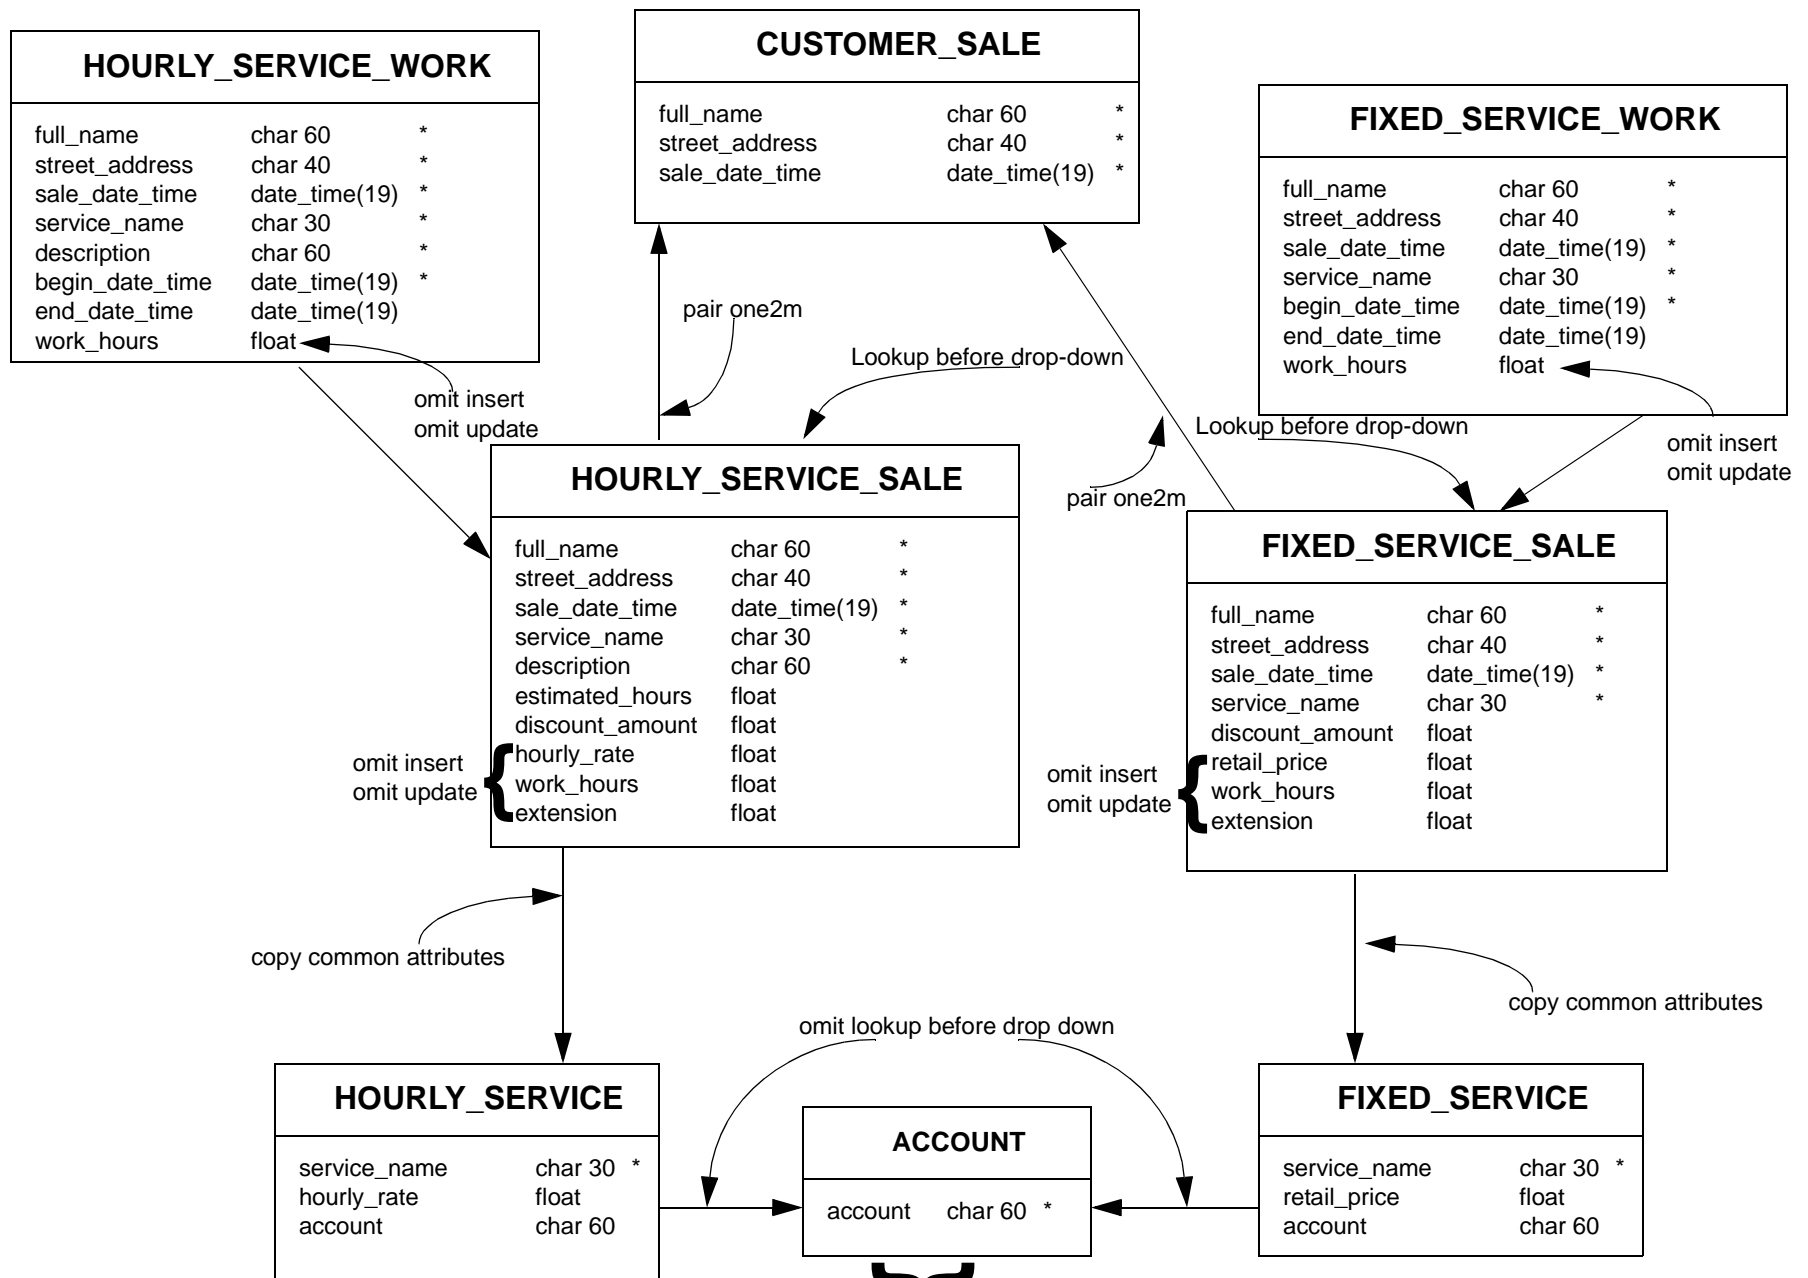 HOURLY_SERVICE_WORK
full_name char 60 *
street_address char 40 *
sale_date_time date_time(19) *
service_name char 30 *
description char 60 *
begin_date_time date_time(19) *
end_date_time date_time(19)
work_hours float
omit insert
omit update
CUSTOMER_SALE
full_name char 60 *
street_address char 40 *
sale_date_time date_time(19) *
FIXED_SERVICE_WORK
full_name char 60 *
street_address char 40 *
sale_date_time date_time(19) *
service_name char 30 *
begin_date_time date_time(19) *
end_date_time date_time(19)
work_hours float
omit insert
omit update
pair one2m
Lookup before drop-down
Lookup before drop-down
pair one2m
HOURLY_SERVICE_SALE
full_name char 60 *
street_address char 40 *
sale_date_time date_time(19) *
service_name char 30 *
description char 60 *
estimated_hours float
discount_amount float
hourly_rate float
work_hours float
extension float
omit insert
omit update
{
FIXED_SERVICE_SALE
full_name char 60 *
street_address char 40 *
sale_date_time date_time(19) *
service_name char 30 *
discount_amount float
retail_price float
work_hours float
extension float
omit insert
omit update
{
copy common attributes
copy common attributes
omit lookup before drop down
HOURLY_SERVICE
service_name char 30 *
hourly_rate float
account char 60
ACCOUNT
account char 60 *
FIXED_SERVICE
service_name char 30 *
retail_price float
account char 60